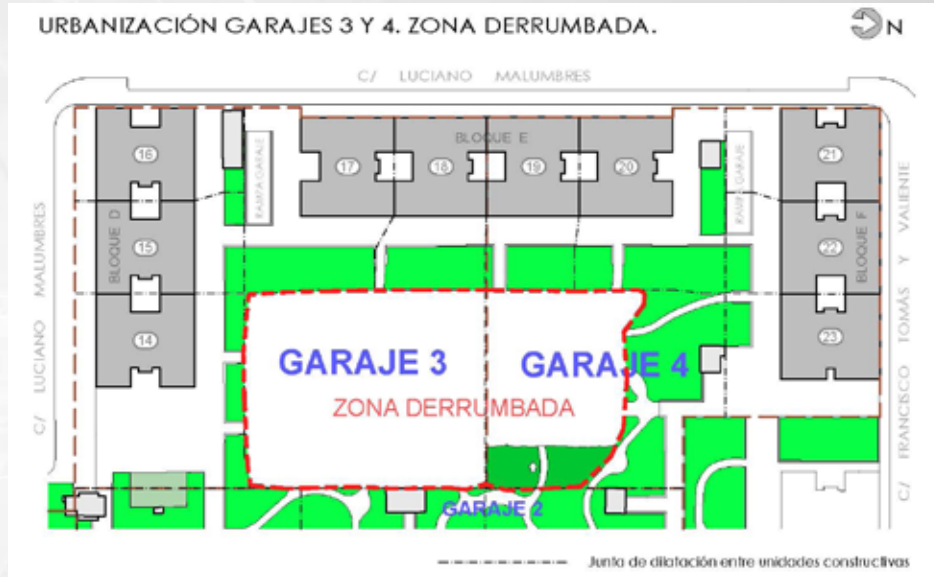 URBANIZACIÓN GARAJES 3 Y 4. ZONA DERRUMBADA.
N
C/ LUCIANO MALUMBRES
16
RAMPA GARAJE
BLOQUE E
17
18
19
20
RAMPA GARAJE
21
C/ LUCIANO MALUMBRES
BLOQUE D
15
14
BLOQUE F
22
23
C/ FRANCISCO TOMÁS Y VALIENTE
GARAJE 3
GARAJE 4
ZONA DERRUMBADA
GARAJE 2
Junta de dilatación entre unidades constructivas